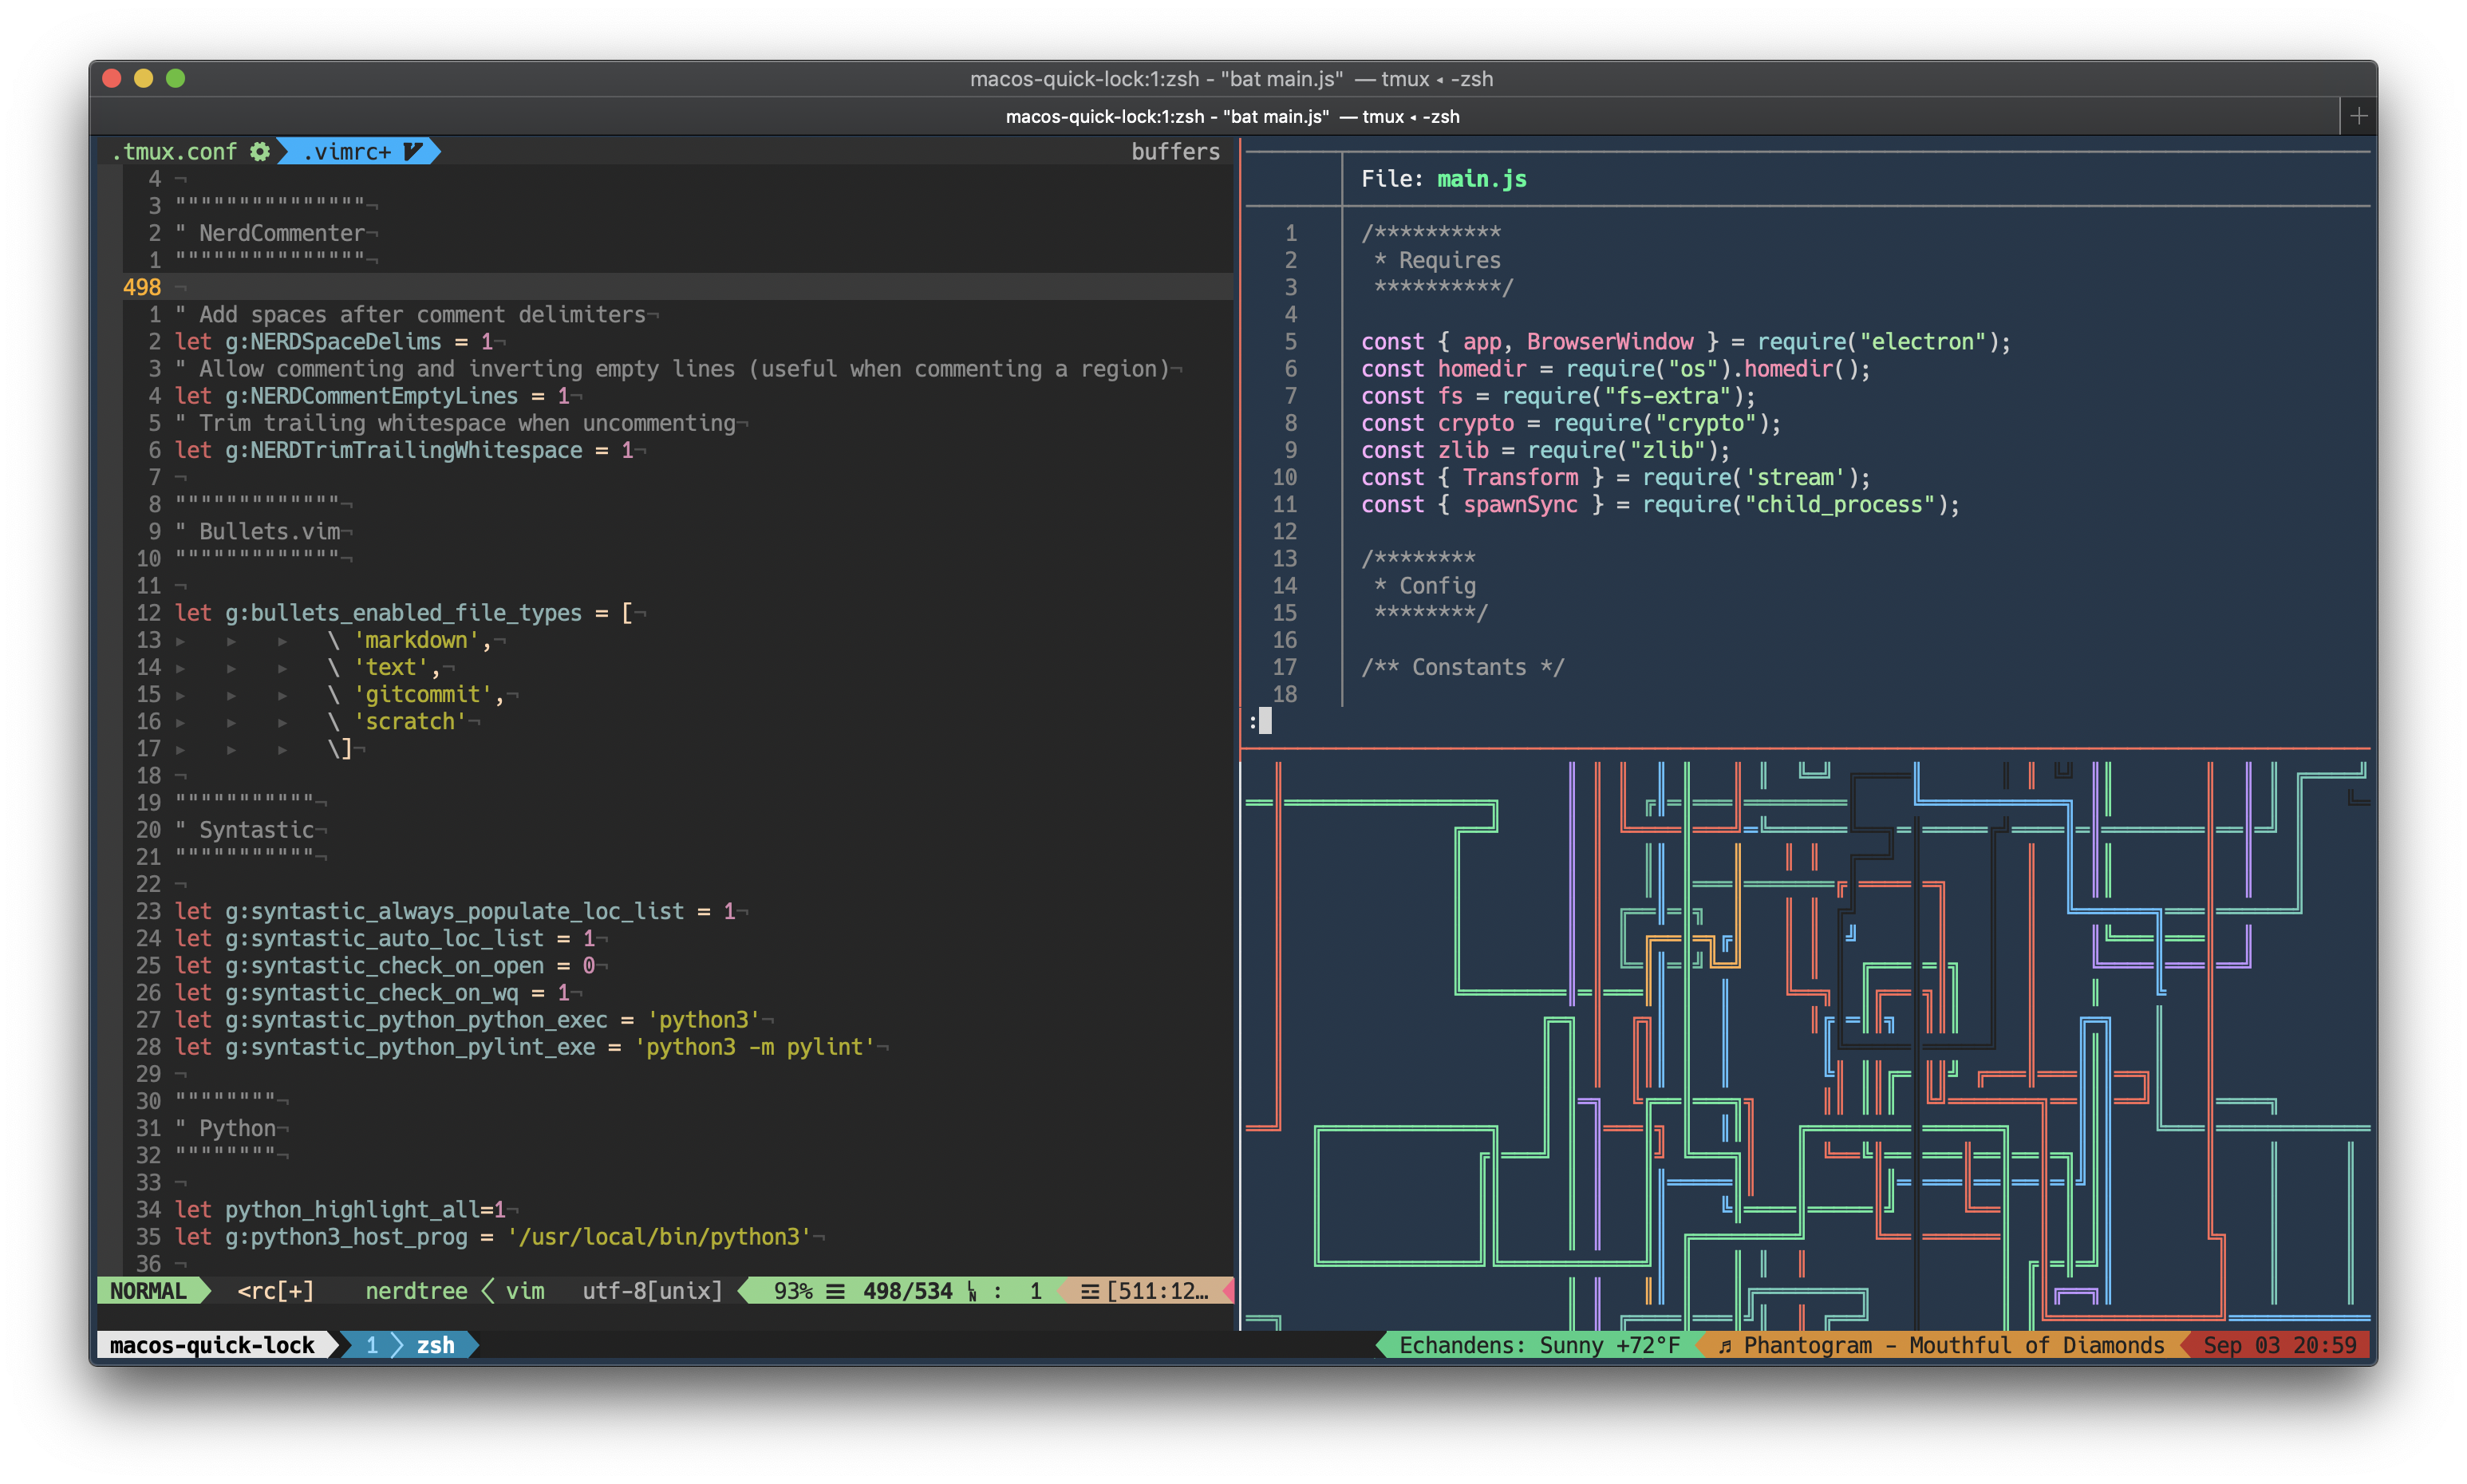 macos-quick-lock:1:zsh - "bat main.js" — tmux ◂ -zsh
macos-quick-lock:1:zsh - "bat main.js" — tmux ◂ -zsh
.tmux.conf .vimrc+ buffers
4 ¬
3 """""""""""""""¬
2 " NerdCommenter¬
1 """""""""""""""¬
498 ¬
1 " Add spaces after comment delimiters¬
2 let g:NERDSpaceDelims = 1¬
3 " Allow commenting and inverting empty lines (useful when commenting a region)¬
4 let g:NERDCommentEmptyLines = 1¬
5 " Trim trailing whitespace when uncommenting¬
6 let g:NERDTrimTrailingWhitespace = 1¬
7 ¬
8 """""""""""""¬
9 " Bullets.vim¬
10 """""""""""""¬
11 ¬
12 let g:bullets_enabled_file_types = [¬
13 ▸ ▸ ▸ \ 'markdown',¬
14 ▸ ▸ ▸ \ 'text',¬
15 ▸ ▸ ▸ \ 'gitcommit',¬
16 ▸ ▸ ▸ \ 'scratch'¬
17 ▸ ▸ ▸ \]¬
18 ¬
19 """""""""""¬
20 " Syntastic¬
21 """""""""""¬
22 ¬
23 let g:syntastic_always_populate_loc_list = 1¬
24 let g:syntastic_auto_loc_list = 1¬
25 let g:syntastic_check_on_open = 0¬
26 let g:syntastic_check_on_wq = 1¬
27 let g:syntastic_python_python_exec = 'python3'¬
28 let g:syntastic_python_pylint_exe = 'python3 -m pylint'¬
29 ¬
30 """"""""¬
31 " Python¬
32 """"""""¬
33 ¬
34 let python_highlight_all=1¬
35 let g:python3_host_prog = '/usr/local/bin/python3'¬
36 ¬
NORMAL <rc[+] nerdtree vim utf-8[unix] 93% ☰ 498/534 : 1 ☲ [511:12…
File: main.js
1 /**********
2 * Requires
3 **********/
4
5 const { app, BrowserWindow } = require("electron");
6 const homedir = require("os").homedir();
7 const fs = require("fs-extra");
8 const crypto = require("crypto");
9 const zlib = require("zlib");
10 const { Transform } = require('stream');
11 const { spawnSync } = require("child_process");
12
13 /********
14 * Config
15 ********/
16
17 /** Constants */
18
:
macos-quick-lock 1 zsh Echandens: Sunny +72°F ♬ Phantogram - Mouthful of Diamonds Sep 03 20:59